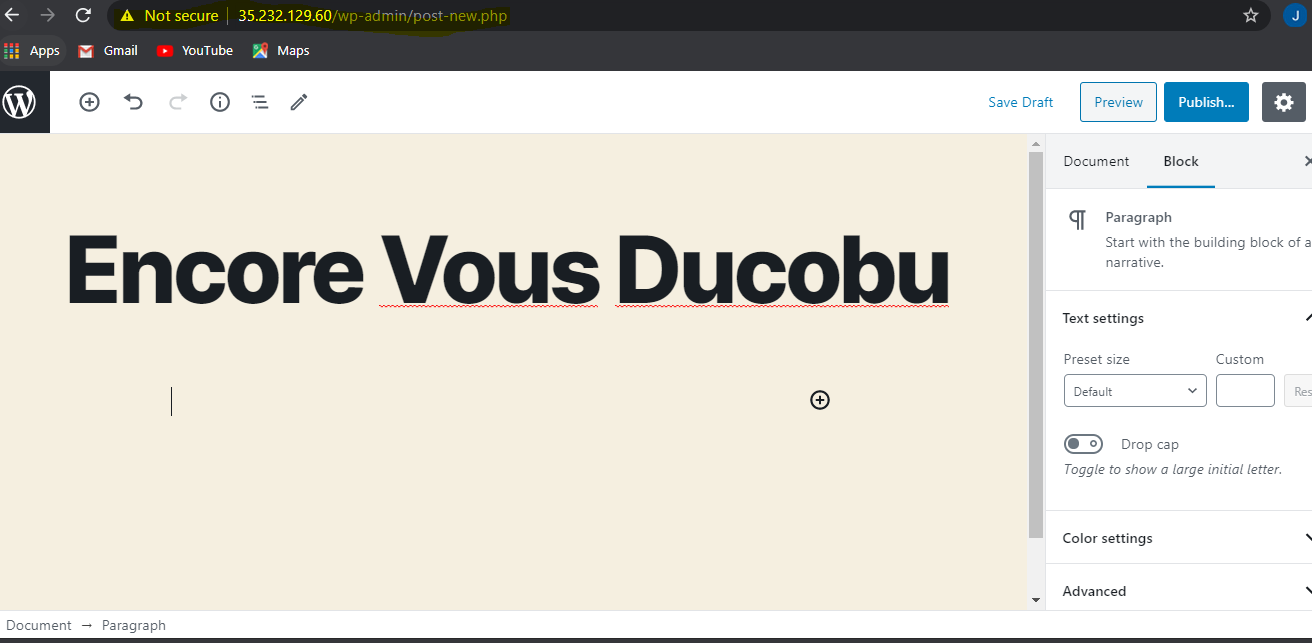 Not secure 35.232.129.60/wp-admin/post-new.php J
Apps Gmail YouTube Maps
Save Draft Preview Publish...
Document Block
Encore Vous Ducobu
Paragraph
Start with the building block of a
narrative.
Text settings
Preset size Custom
Default Res
Drop cap
Toggle to show a large initial letter.
Color settings
Advanced
Document → Paragraph